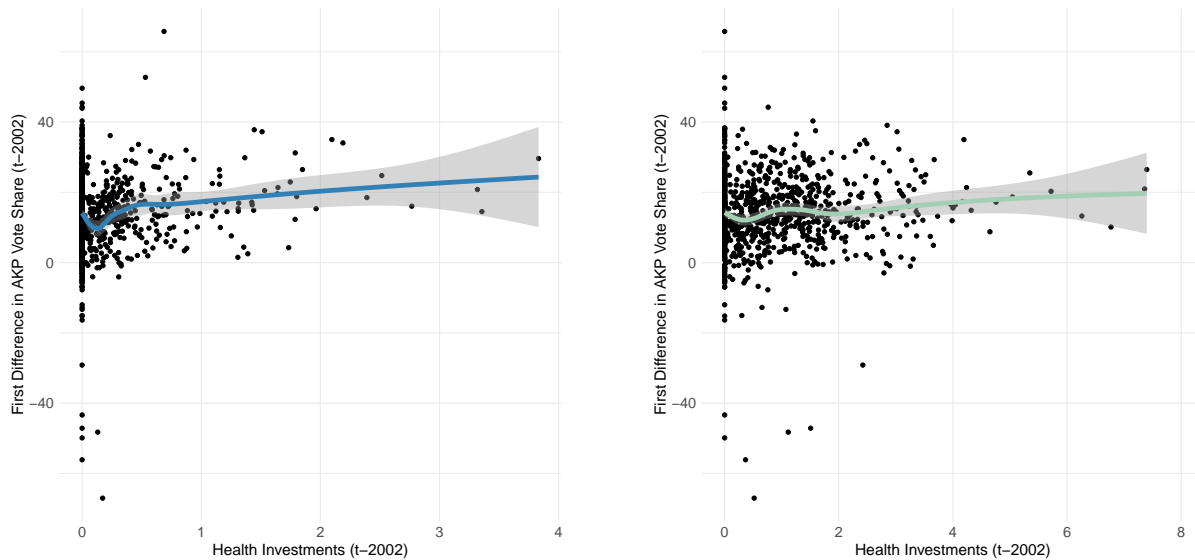 First Difference in AKP Vote Share (t−2002)
40
0
−40
0 1 2 3 4
Health Investments (t−2002)
First Difference in AKP Vote Share (t−2002)
40
0
−40
0 2 4 6 8
Health Investments (t−2002)